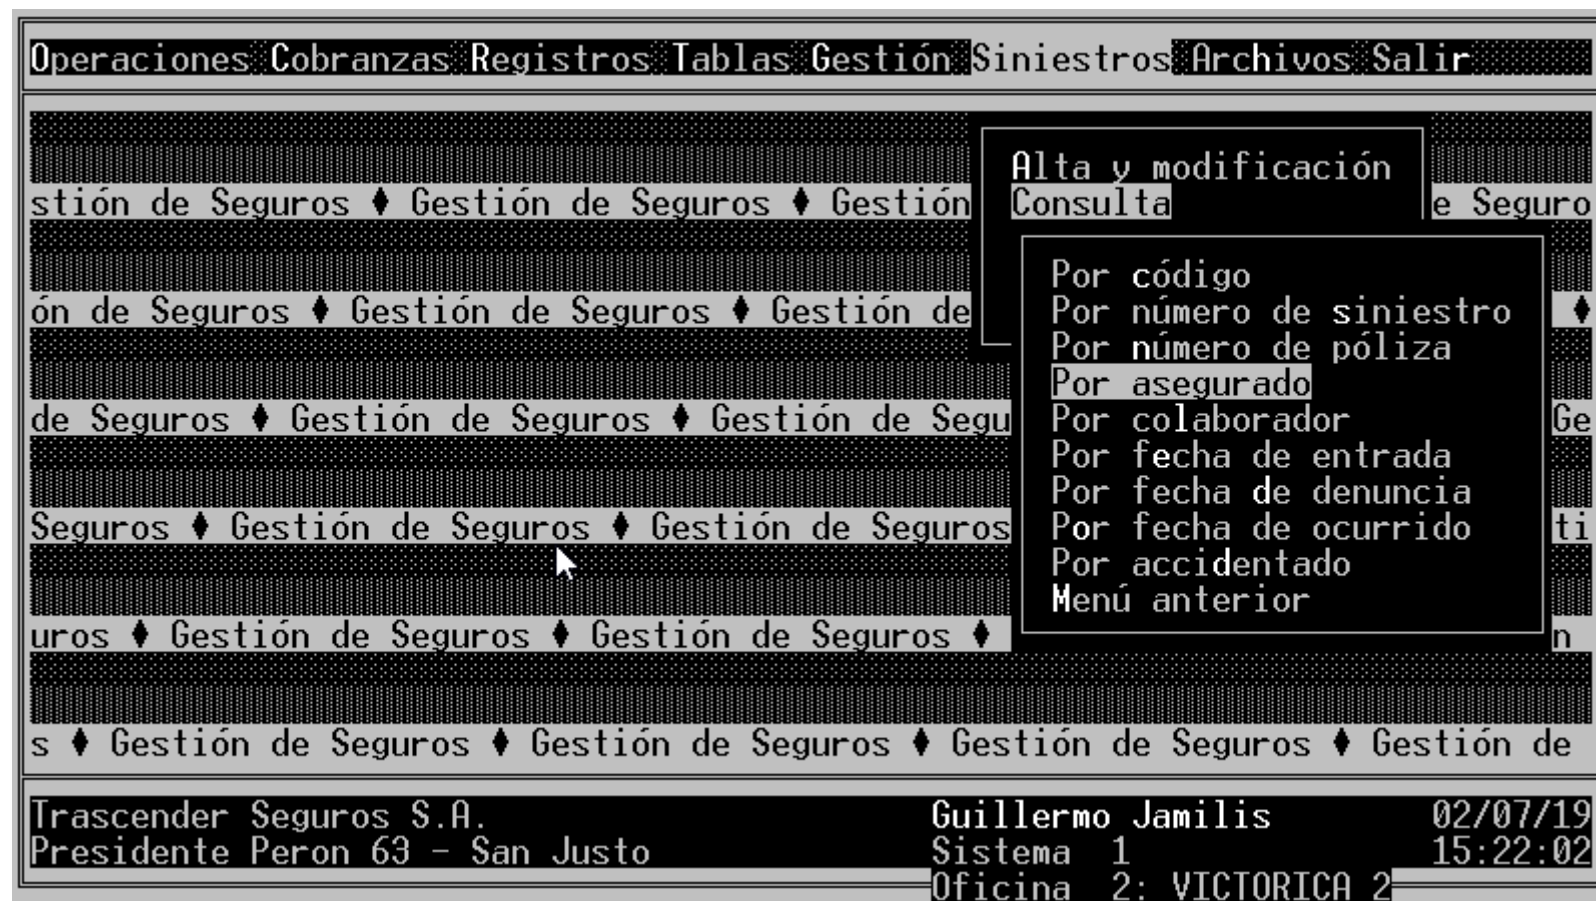 Operaciones Cobranzas Registros Tablas Gestión Siniestros Archivos Salir
Alta y modificación
stión de Seguros ♦ Gestión de Seguros ♦ Gestión Consulta e Seguro
Por código
ón de Seguros ♦ Gestión de Seguros ♦ Gestión de Por número de siniestro ♦
Por número de póliza
Por asegurado
de Seguros ♦ Gestión de Seguros ♦ Gestión de Segu Por colaborador Ge
Por fecha de entrada
Por fecha de denuncia
Seguros ♦ Gestión de Seguros ♦ Gestión de Seguros Por fecha de ocurrido ti
Por accidentado
Menú anterior
uros ♦ Gestión de Seguros ♦ Gestión de Seguros ♦ n
s ♦ Gestión de Seguros ♦ Gestión de Seguros ♦ Gestión de Seguros ♦ Gestión de
Trascender Seguros S.A. Guillermo Jamilis 02/07/19
Presidente Peron 63 - San Justo Sistema 1 15:22:02
Oficina 2: VICTORICA 2